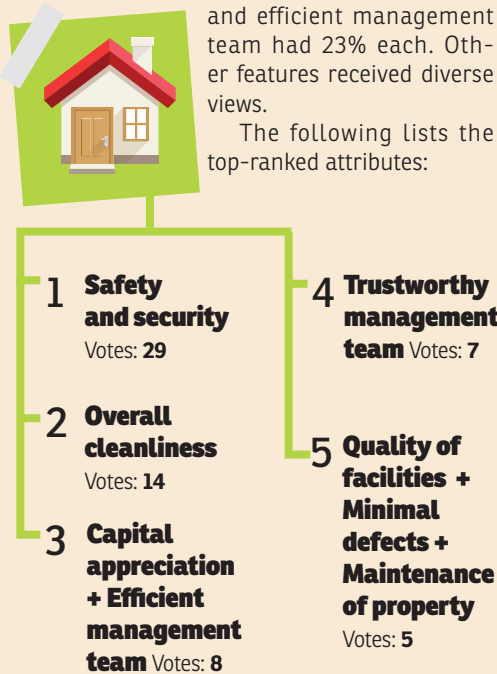 and efficient management
team had 23% each. Oth-
er features received diverse
views.
The following lists the
top-ranked attributes:
1 Safety
and security
Votes: 29
2 Overall
cleanliness
Votes: 14
3 Capital
appreciation
+ Efficient
management
team Votes: 8
4 Trustworthy
management
team Votes: 7
5 Quality of
facilities +
Minimal
defects +
Maintenance
of property
Votes: 5